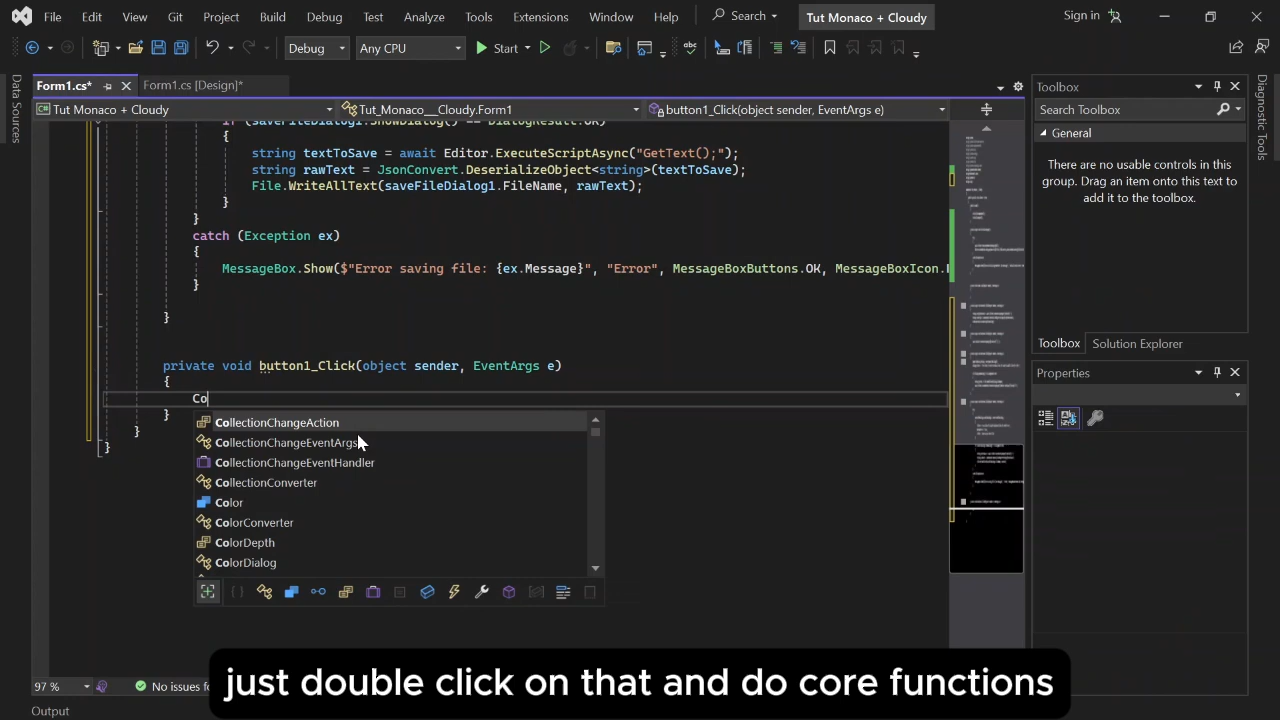 File Edit View Git Project Build Debug Test Analyze Tools Extensions Window Help Search Tut Monaco + Cloudy Sign in
Debug Any CPU Start
Data Sources
Form1.cs* Form1.cs [Design]*
Tut Monaco + Cloudy Tut_Monaco__Cloudy.Form1 button1_Click(object sender, EventArgs e)
if (saveFileDialog1.ShowDialog() == DialogResult.OK)
{
string textToSave = await Editor.ExecuteScriptAsync("GetText();");
string rawText = JsonConvert.DeserializeObject<string>(textToSave);
File.WriteAllText(saveFileDialog1.FileName, rawText);
}
}
catch (Exception ex)
{
MessageBox.Show($"Error saving file: {ex.Message}", "Error", MessageBoxButtons.OK, MessageBoxIcon.
}
}
private void button1_Click(object sender, EventArgs e)
{
Co
}
}
}
CollectionChangeAction
CollectionChangeEventArgs
CollectionChangeEventHandler
CollectionConverter
Color
ColorConverter
ColorDepth
ColorDialog
Toolbox
Search Toolbox
General
There are no usable controls in this
group. Drag an item onto this text to
add it to the toolbox.
Toolbox Solution Explorer
Properties
Diagnostic Tools
97 % No issues fo
just double click on that and do core functions
Output